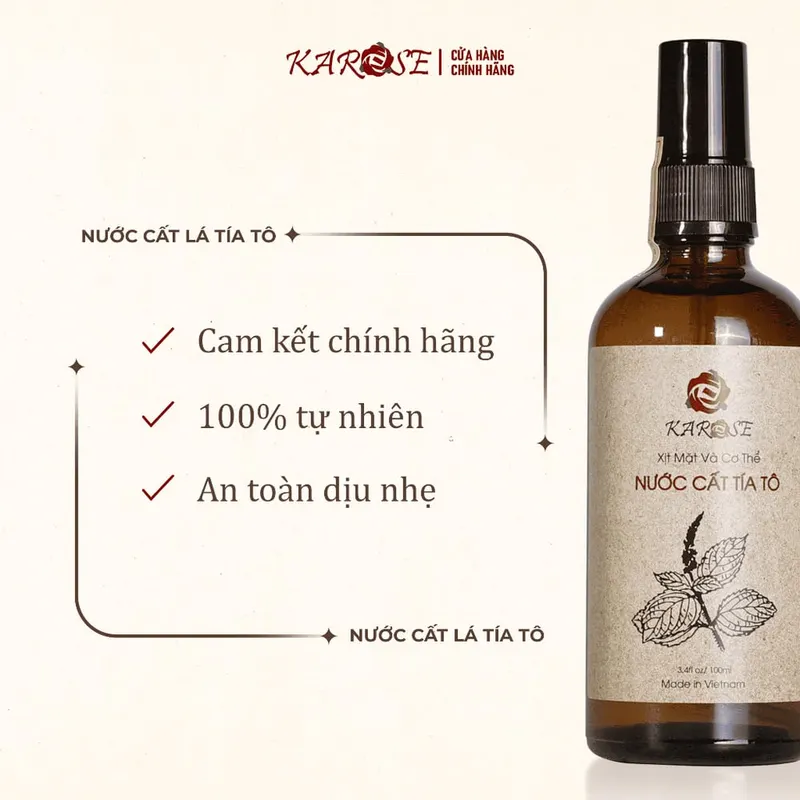 KAROSE
CỬA HÀNG
CHÍNH HÃNG
NƯỚC CẤT LÁ TÍA TÔ
Cam kết chính hãng
100% tự nhiên
An toàn dịu nhẹ
NƯỚC CẤT LÁ TÍA TÔ
KAROSE
Xịt Mặt Và Cơ Thể
NƯỚC CẤT TÍA TÔ
3.4fl oz/ 100ml
Made in Vietnam